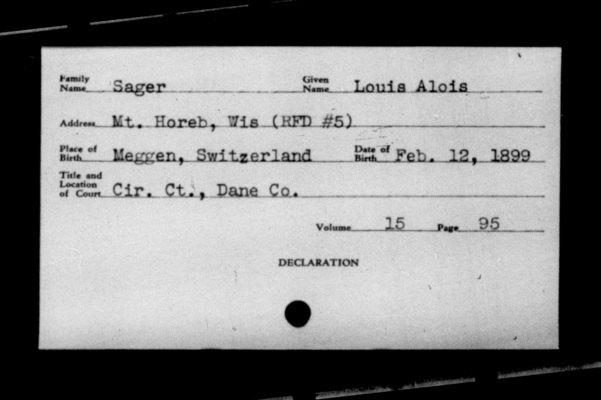 Family Name Sager Given Name Louis Alois
Address Mt. Horeb, Wis (RFD #5)
Place of Birth Meggen, Switzerland Date of Birth Feb. 12, 1899
Title and Location of Court Cir. Ct., Dane Co.
Volume 15 Page 95
DECLARATION